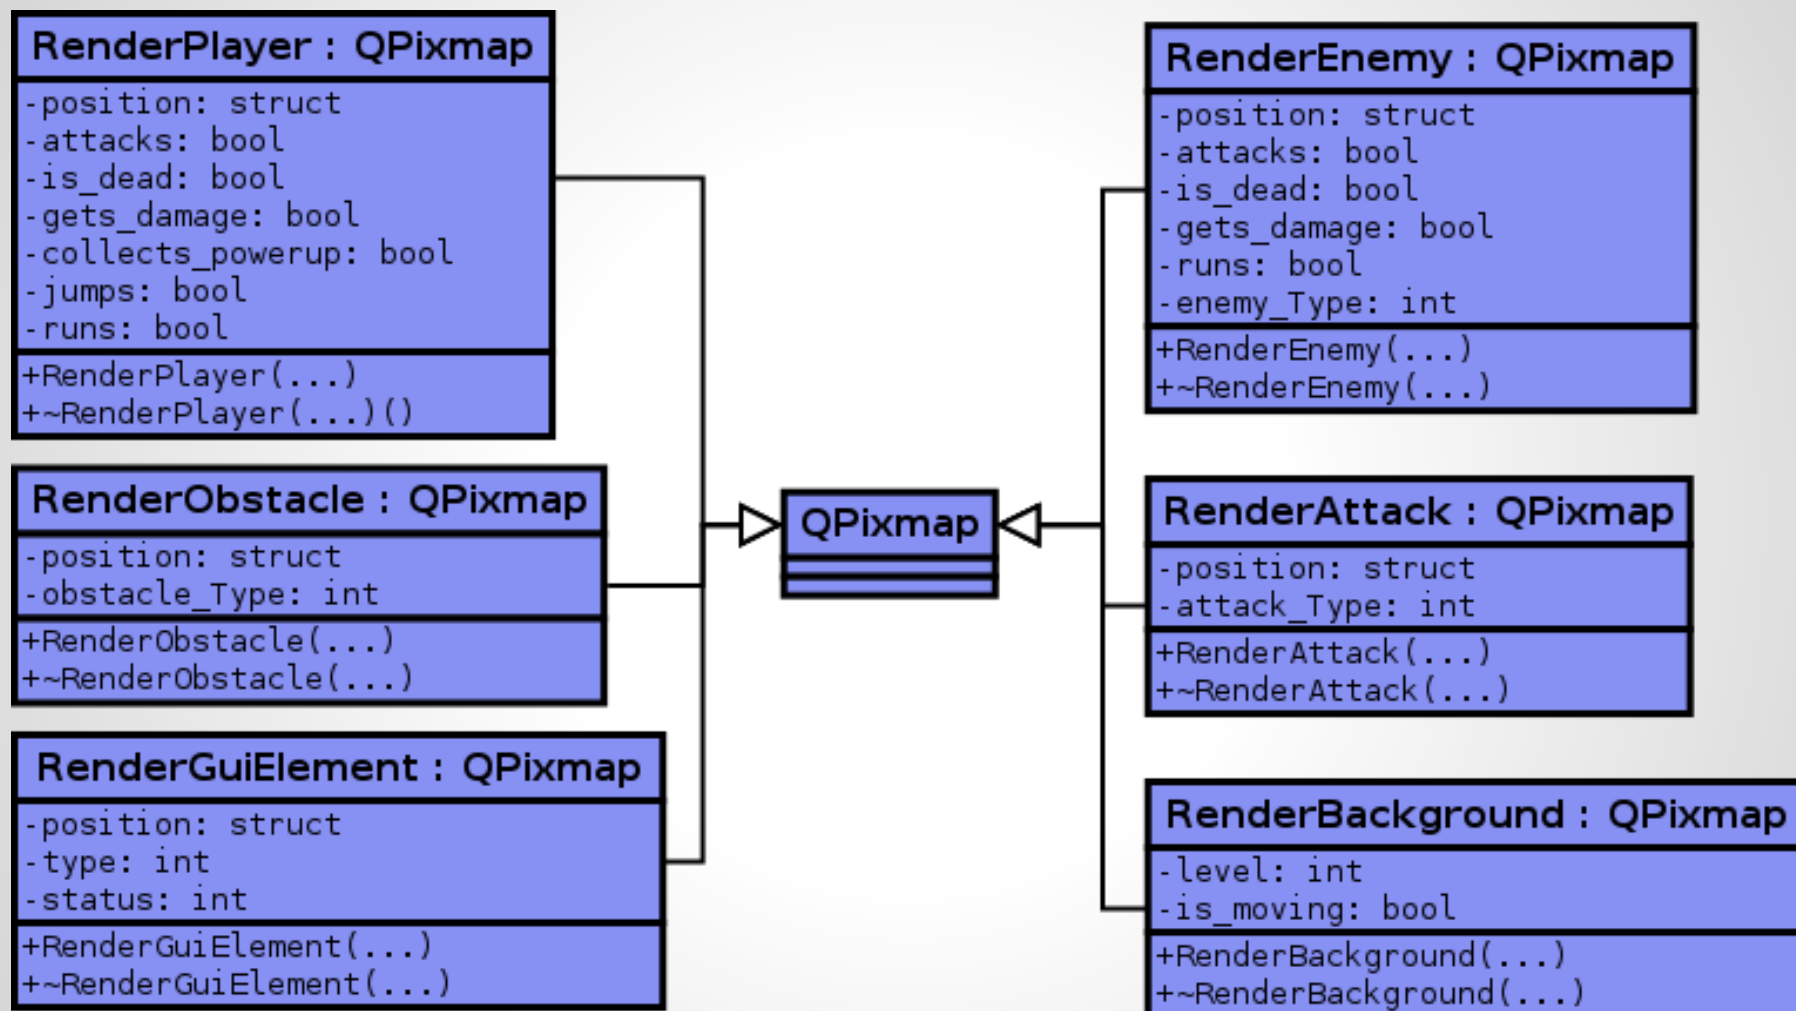 RenderPlayer : QPixmap
-position: struct
-attacks: bool
-is_dead: bool
-gets_damage: bool
-collects_powerup: bool
-jumps: bool
-runs: bool
+RenderPlayer(...)
+~RenderPlayer(...)()
RenderObstacle : QPixmap
-position: struct
-obstacle_Type: int
+RenderObstacle(...)
+~RenderObstacle(...)
RenderGuiElement : QPixmap
-position: struct
-type: int
-status: int
+RenderGuiElement(...)
+~RenderGuiElement(...)
QPixmap
RenderEnemy : QPixmap
-position: struct
-attacks: bool
-is_dead: bool
-gets_damage: bool
-runs: bool
-enemy_Type: int
+RenderEnemy(...)
+~RenderEnemy(...)
RenderAttack : QPixmap
-position: struct
-attack_Type: int
+RenderAttack(...)
+~RenderAttack(...)
RenderBackground : QPixmap
-level: int
-is_moving: bool
+RenderBackground(...)
+~RenderBackground(...)